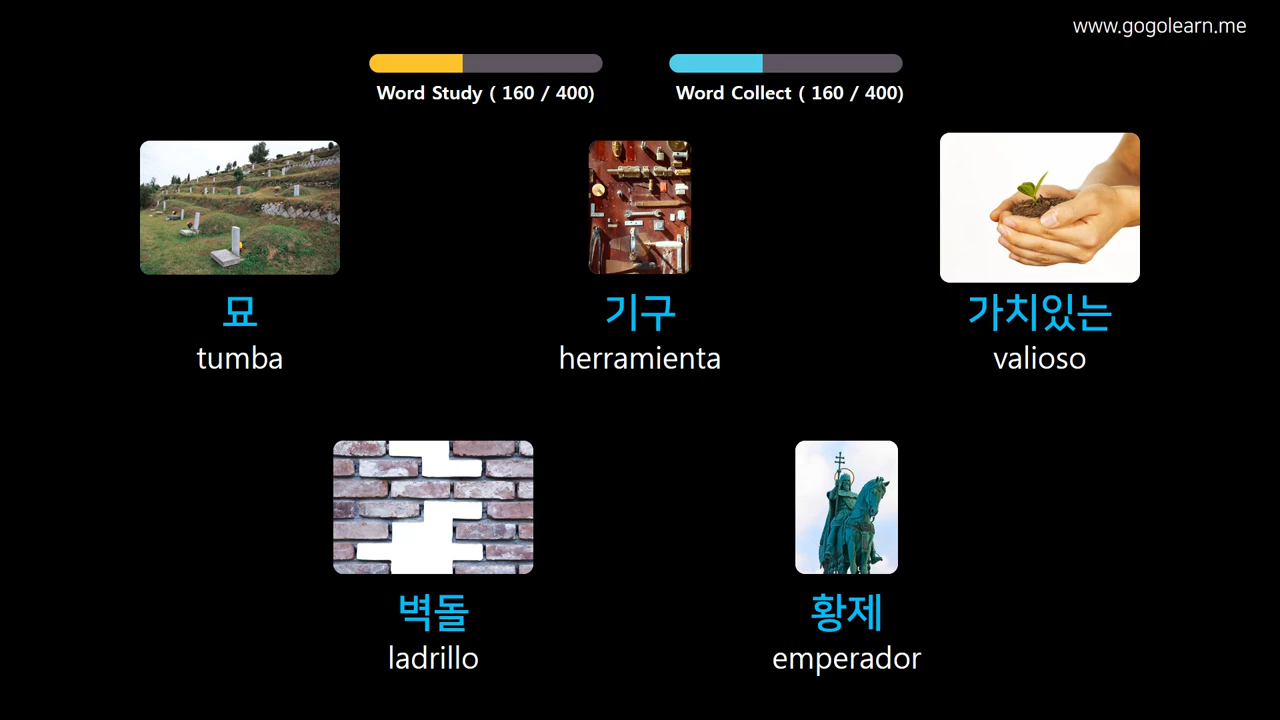 www.gogolearn.me
Word Study ( 160 / 400)
Word Collect ( 160 / 400)
묘
tumba
기구
herramienta
가치있는
valioso
벽돌
ladrillo
황제
emperador